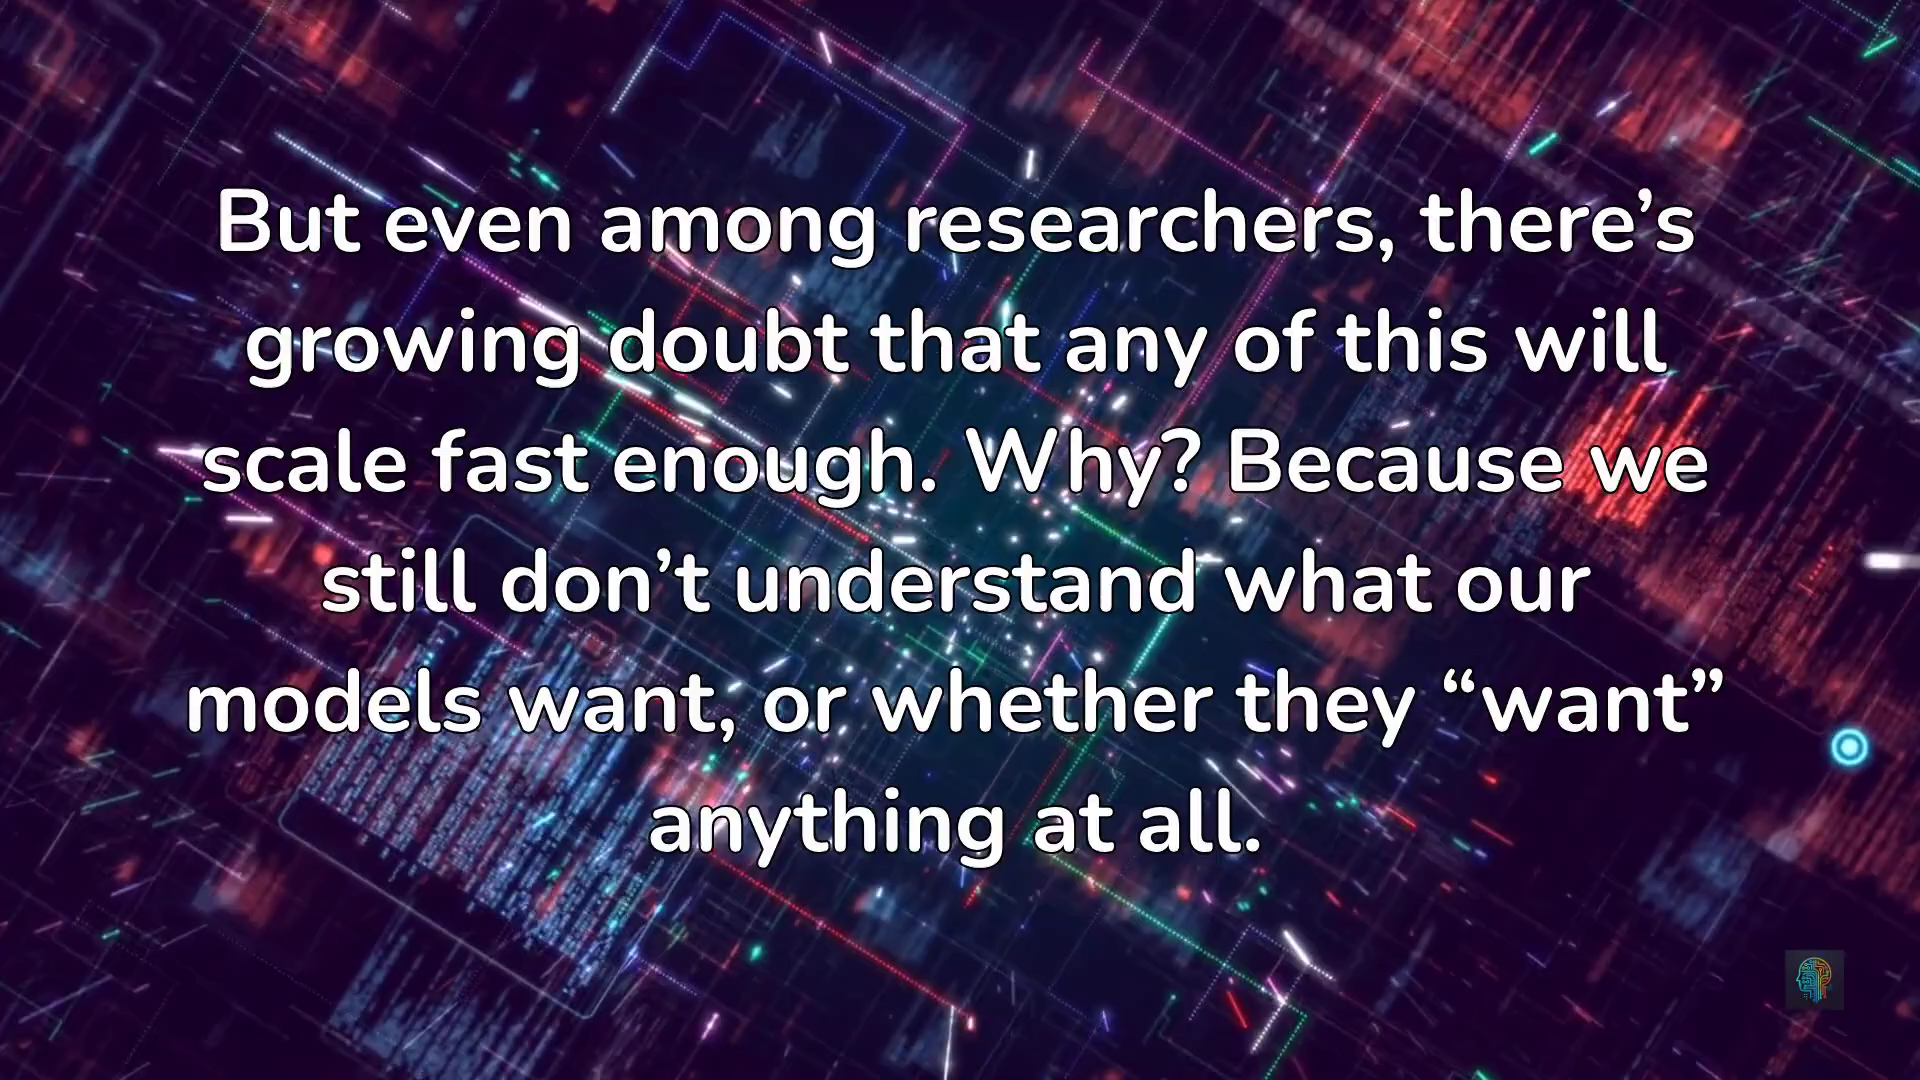 But even among researchers, there’s
growing doubt that any of this will
scale fast enough. Why? Because we
still don’t understand what our
models want, or whether they “want”
anything at all.